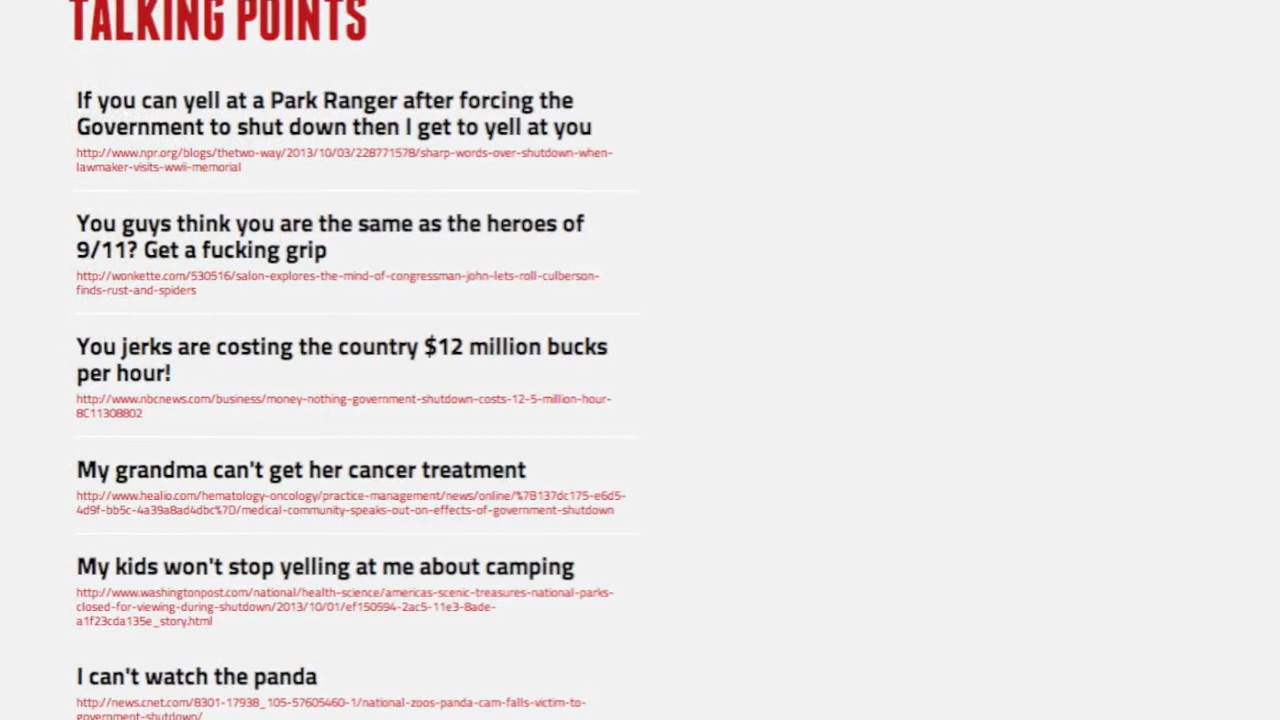 TALKING POINTS
If you can yell at a Park Ranger after forcing the
Government to shut down then I get to yell at you
http://www.npr.org/blogs/thetwo-way/2013/10/03/228771578/sharp-words-over-shutdown-when-
lawmaker-visits-wwii-memorial
You guys think you are the same as the heroes of
9/11? Get a fucking grip
http://wonkette.com/530516/salon-explores-the-mind-of-congressman-john-lets-roll-culberson-
finds-rust-and-spiders
You jerks are costing the country $12 million bucks
per hour!
http://www.nbcnews.com/business/money-nothing-government-shutdown-costs-12-5-million-hour-
8C11308802
My grandma can't get her cancer treatment
http://www.healio.com/hematology-oncology/practice-management/news/online/%7B137dc175-e6d5-
4d9f-bb5c-4a39a8ad4dbc%7D/medical-community-speaks-out-on-effects-of-government-shutdown
My kids won't stop yelling at me about camping
http://www.washingtonpost.com/national/health-science/americas-scenic-treasures-national-parks-
closed-for-viewing-during-shutdown/2013/10/01/ef150594-2ac5-11e3-8ade-
a1f23cda135e_story.html
I can't watch the panda
http://news.cnet.com/8301-17938_105-57605460-1/national-zoos-panda-cam-falls-victim-to-
government-shutdown/